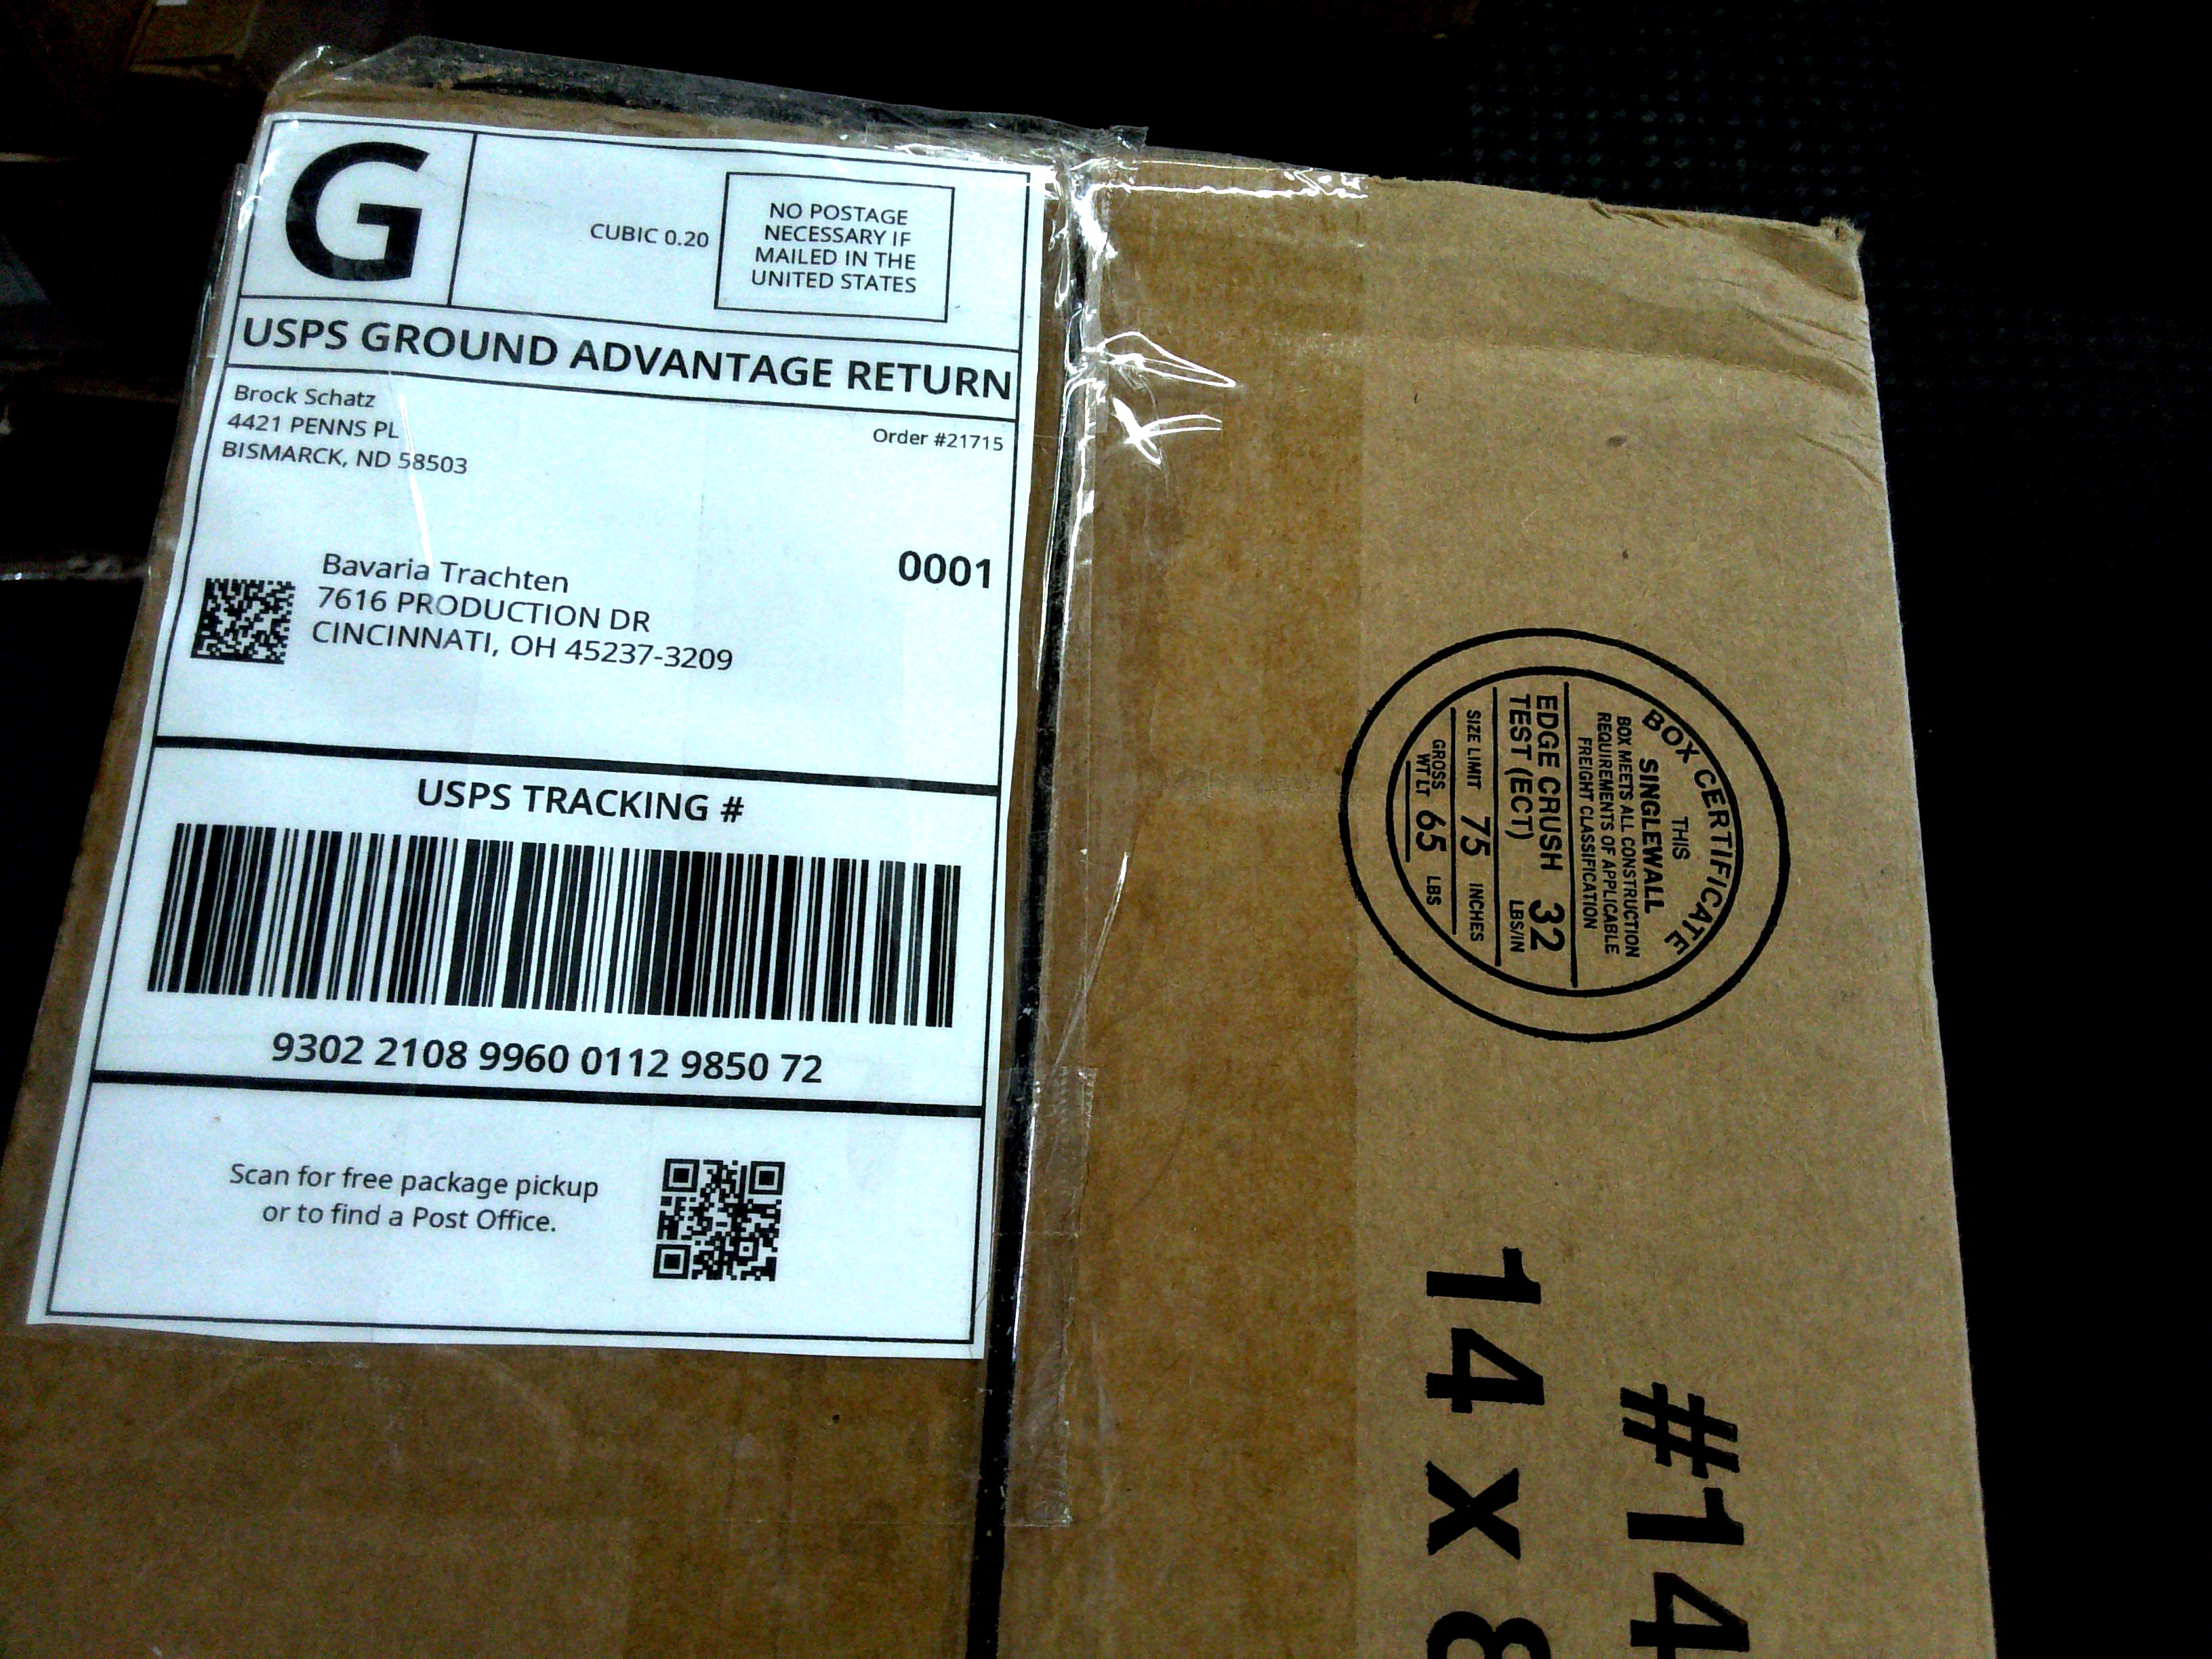 G
CUBIC 0.20
NO POSTAGE
NECESSARY IF
MAILED IN THE
UNITED STATES
USPS GROUND ADVANTAGE RETURN
Brock Schatz
4421 PENNS PL
BISMARCK, ND 58503
Order #21715
0001
Bavaria Trachten
7616 PRODUCTION DR
CINCINNATI, OH 45237-3209
USPS TRACKING #
9302 2108 9960 0112 9850 72
Scan for free package pickup
or to find a Post Office.
BOX CERTIFICATE
THIS
SINGLEWALL
BOX MEETS ALL CONSTRUCTION
REQUIREMENTS OF APPLICABLE
FREIGHT CLASSIFICATION
EDGE CRUSH
TEST (ECT) 32 LBS/IN
SIZE LIMIT 75 INCHES
GROSS
WT LT 65 LBS
#14
14 x 8